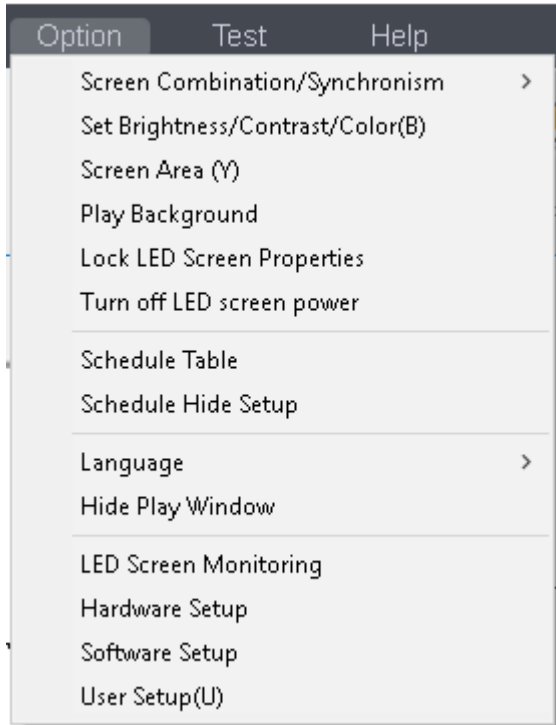 Option Test Help
Screen Combination/Synchronism
Set Brightness/Contrast/Color(B)
Screen Area (Y)
Play Background
Lock LED Screen Properties
Turn off LED screen power
Schedule Table
Schedule Hide Setup
Language
Hide Play Window
LED Screen Monitoring
Hardware Setup
Software Setup
User Setup(U)